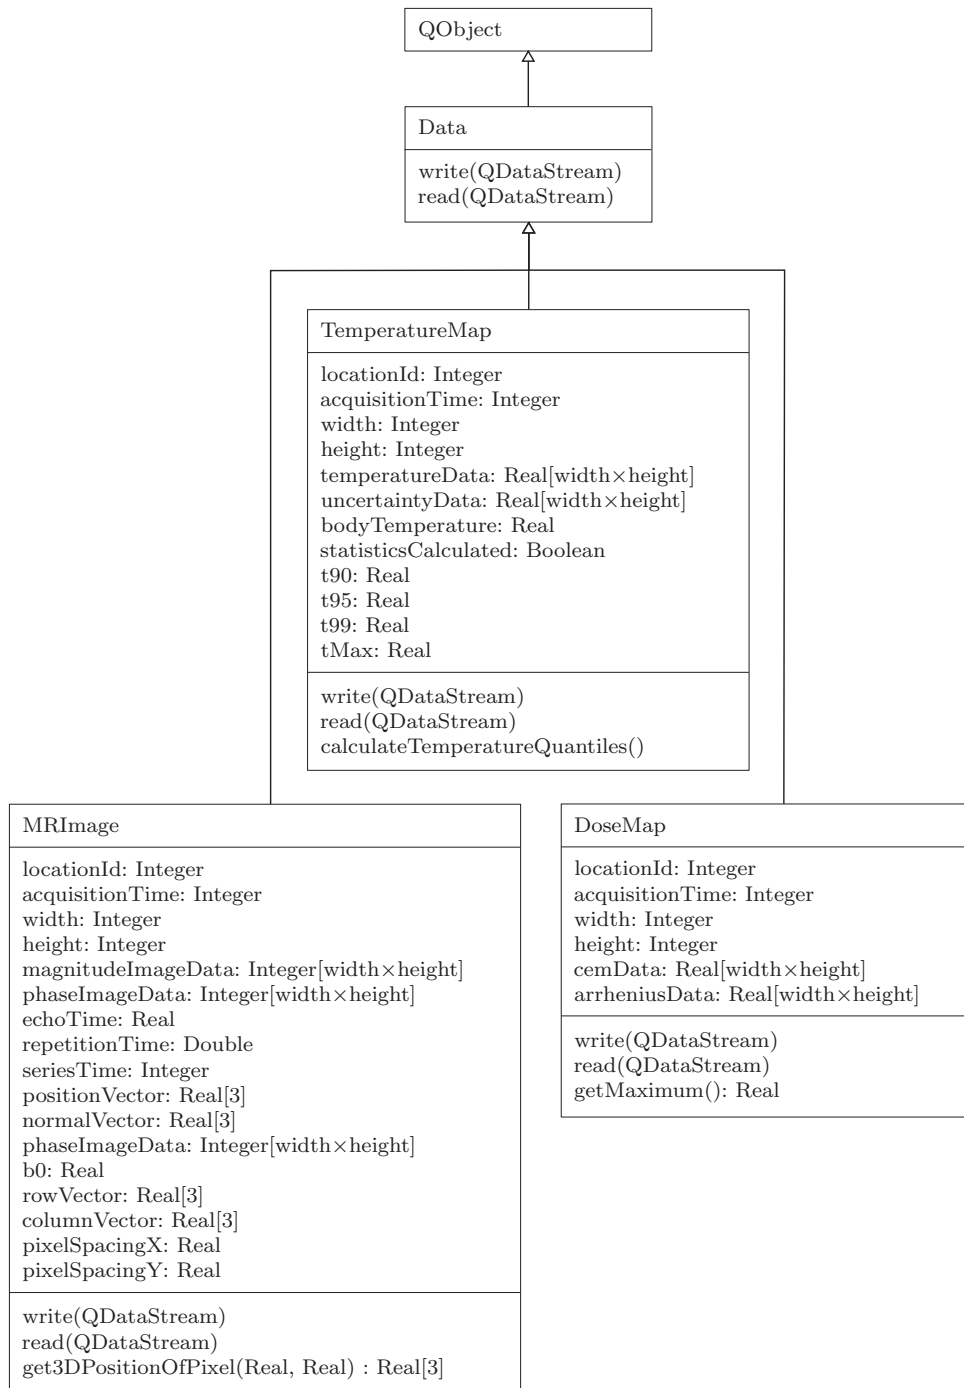 QObject
Data
write(QDataStream)
read(QDataStream)
TemperatureMap
locationId: Integer
acquisitionTime: Integer
width: Integer
height: Integer
temperatureData: Real[width×height]
uncertaintyData: Real[width×height]
bodyTemperature: Real
statisticsCalculated: Boolean
t90: Real
t95: Real
t99: Real
tMax: Real
write(QDataStream)
read(QDataStream)
calculateTemperatureQuantiles()
MRImage
locationId: Integer
acquisitionTime: Integer
width: Integer
height: Integer
magnitudeImageData: Integer[width×height]
phaseImageData: Integer[width×height]
echoTime: Real
repetitionTime: Double
seriesTime: Integer
positionVector: Real[3]
normalVector: Real[3]
phaseImageData: Integer[width×height]
b0: Real
rowVector: Real[3]
columnVector: Real[3]
pixelSpacingX: Real
pixelSpacingY: Real
write(QDataStream)
read(QDataStream)
get3DPositionOfPixel(Real, Real) : Real[3]
DoseMap
locationId: Integer
acquisitionTime: Integer
width: Integer
height: Integer
cemData: Real[width×height]
arrheniusData: Real[width×height]
write(QDataStream)
read(QDataStream)
getMaximum(): Real